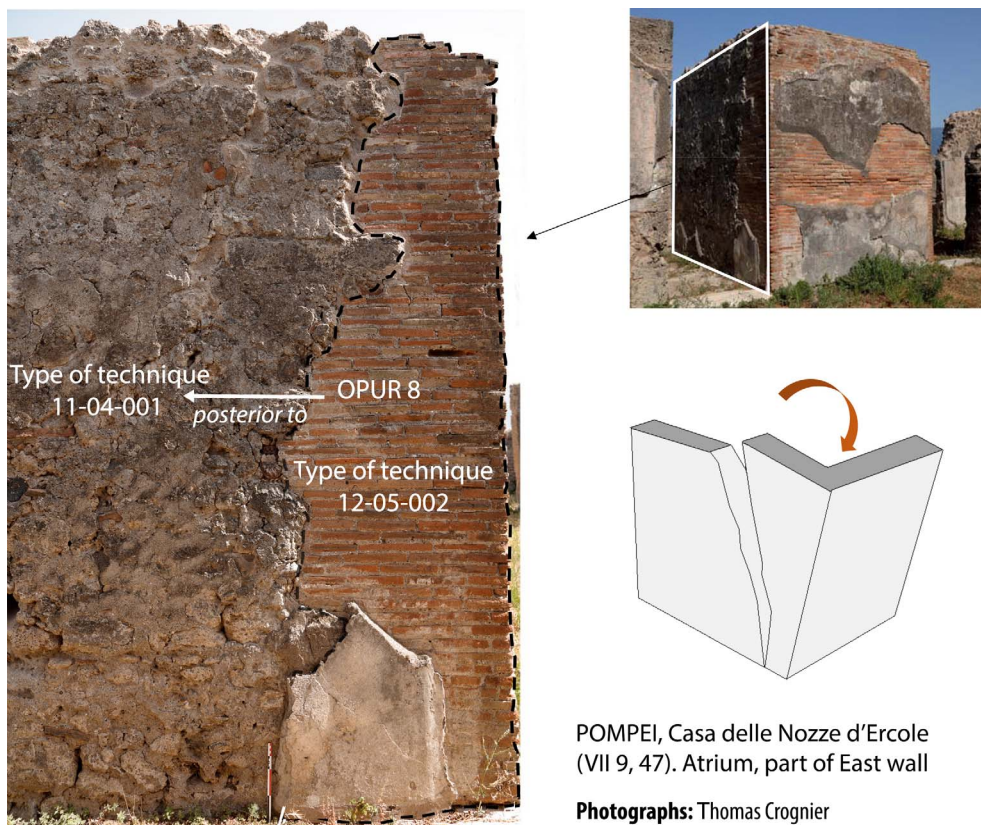 Type of technique
11-04-001
posterior to
OPUR 8
Type of technique
12-05-002
POMPEI, Casa delle Nozze d'Ercole
(VII 9, 47). Atrium, part of East wall
Photographs: Thomas Crognier